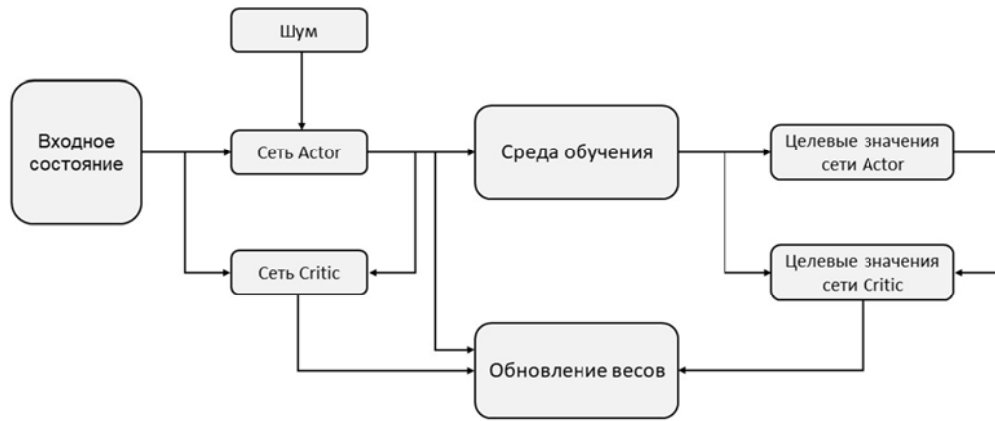 Шум
Входное
состояние
Сеть Actor
Среда обучения
Целевые значения
сети Actor
Сеть Critic
Целевые значения
сети Critic
Обновление весов